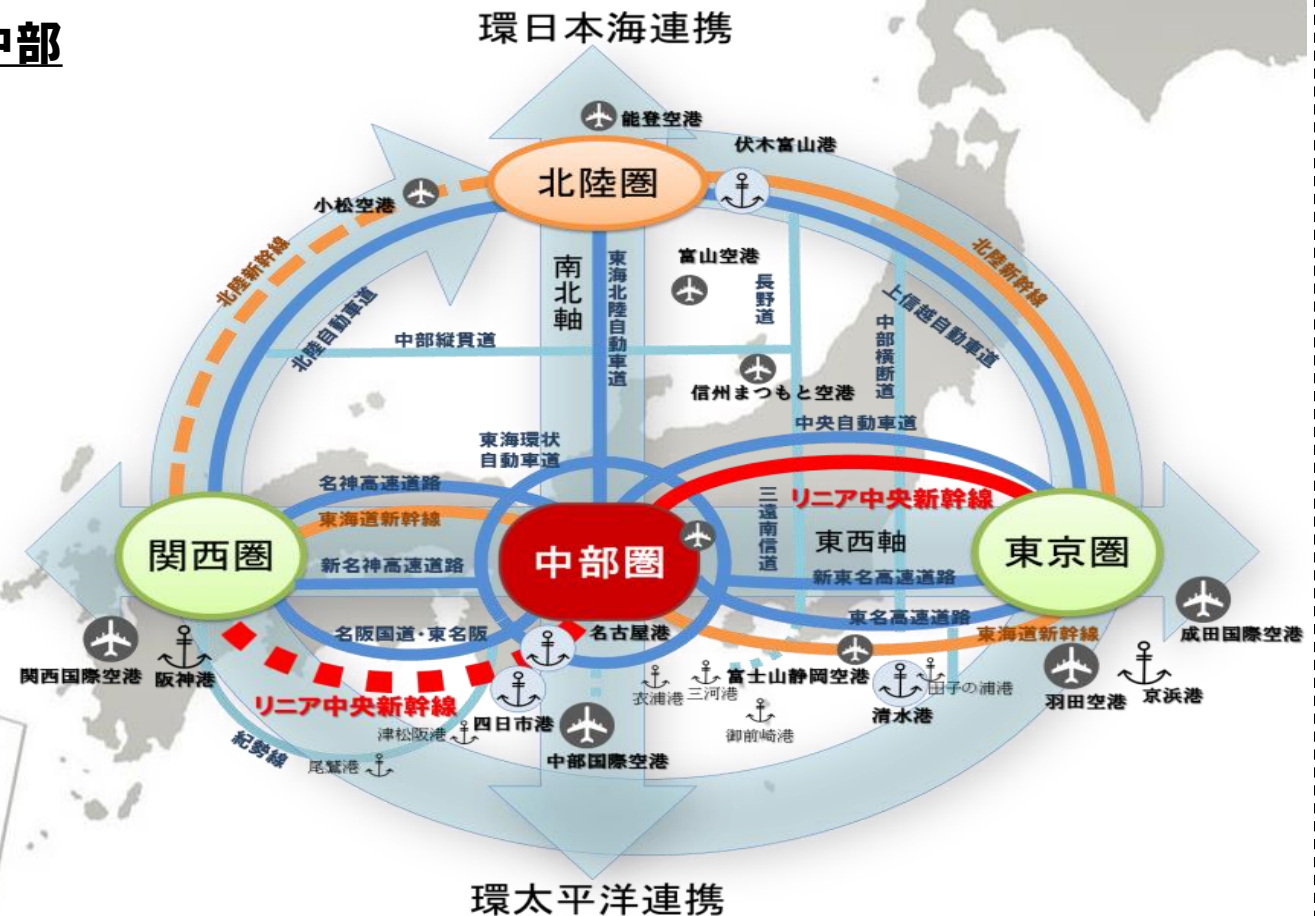 環日本海連携
中部
能登空港
伏木富山港
北陸圏
小松空港
富山空港
北陸新幹線
北陸新幹線
南北軸
東海北陸自動車道
長野道
上信越自動車道
北陸自動車道
中部縦貫道
中部横断道
信州まつもと空港
中央自動車道
東海環状
自動車道
名神高速道路
東海道新幹線
リニア中央新幹線
三遠南信道
東西軸
関西圏
中部圏
東京圏
新名神高速道路
新東名高速道路
東名高速道路
名阪国道・東名阪
名古屋港
東海道新幹線
成田国際空港
関西国際空港
阪神港
衣浦港
三河港
富士山静岡空港
田子の浦港
羽田空港
京浜港
リニア中央新幹線
四日市港
清水港
津松阪港
御前崎港
紀勢線
尾鷲港
中部国際空港
環太平洋連携